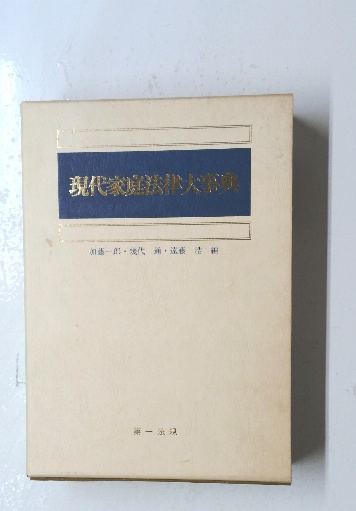 現代家庭法律大事典
加藤一郎・幾代 通・遠藤 浩 編
第一法規